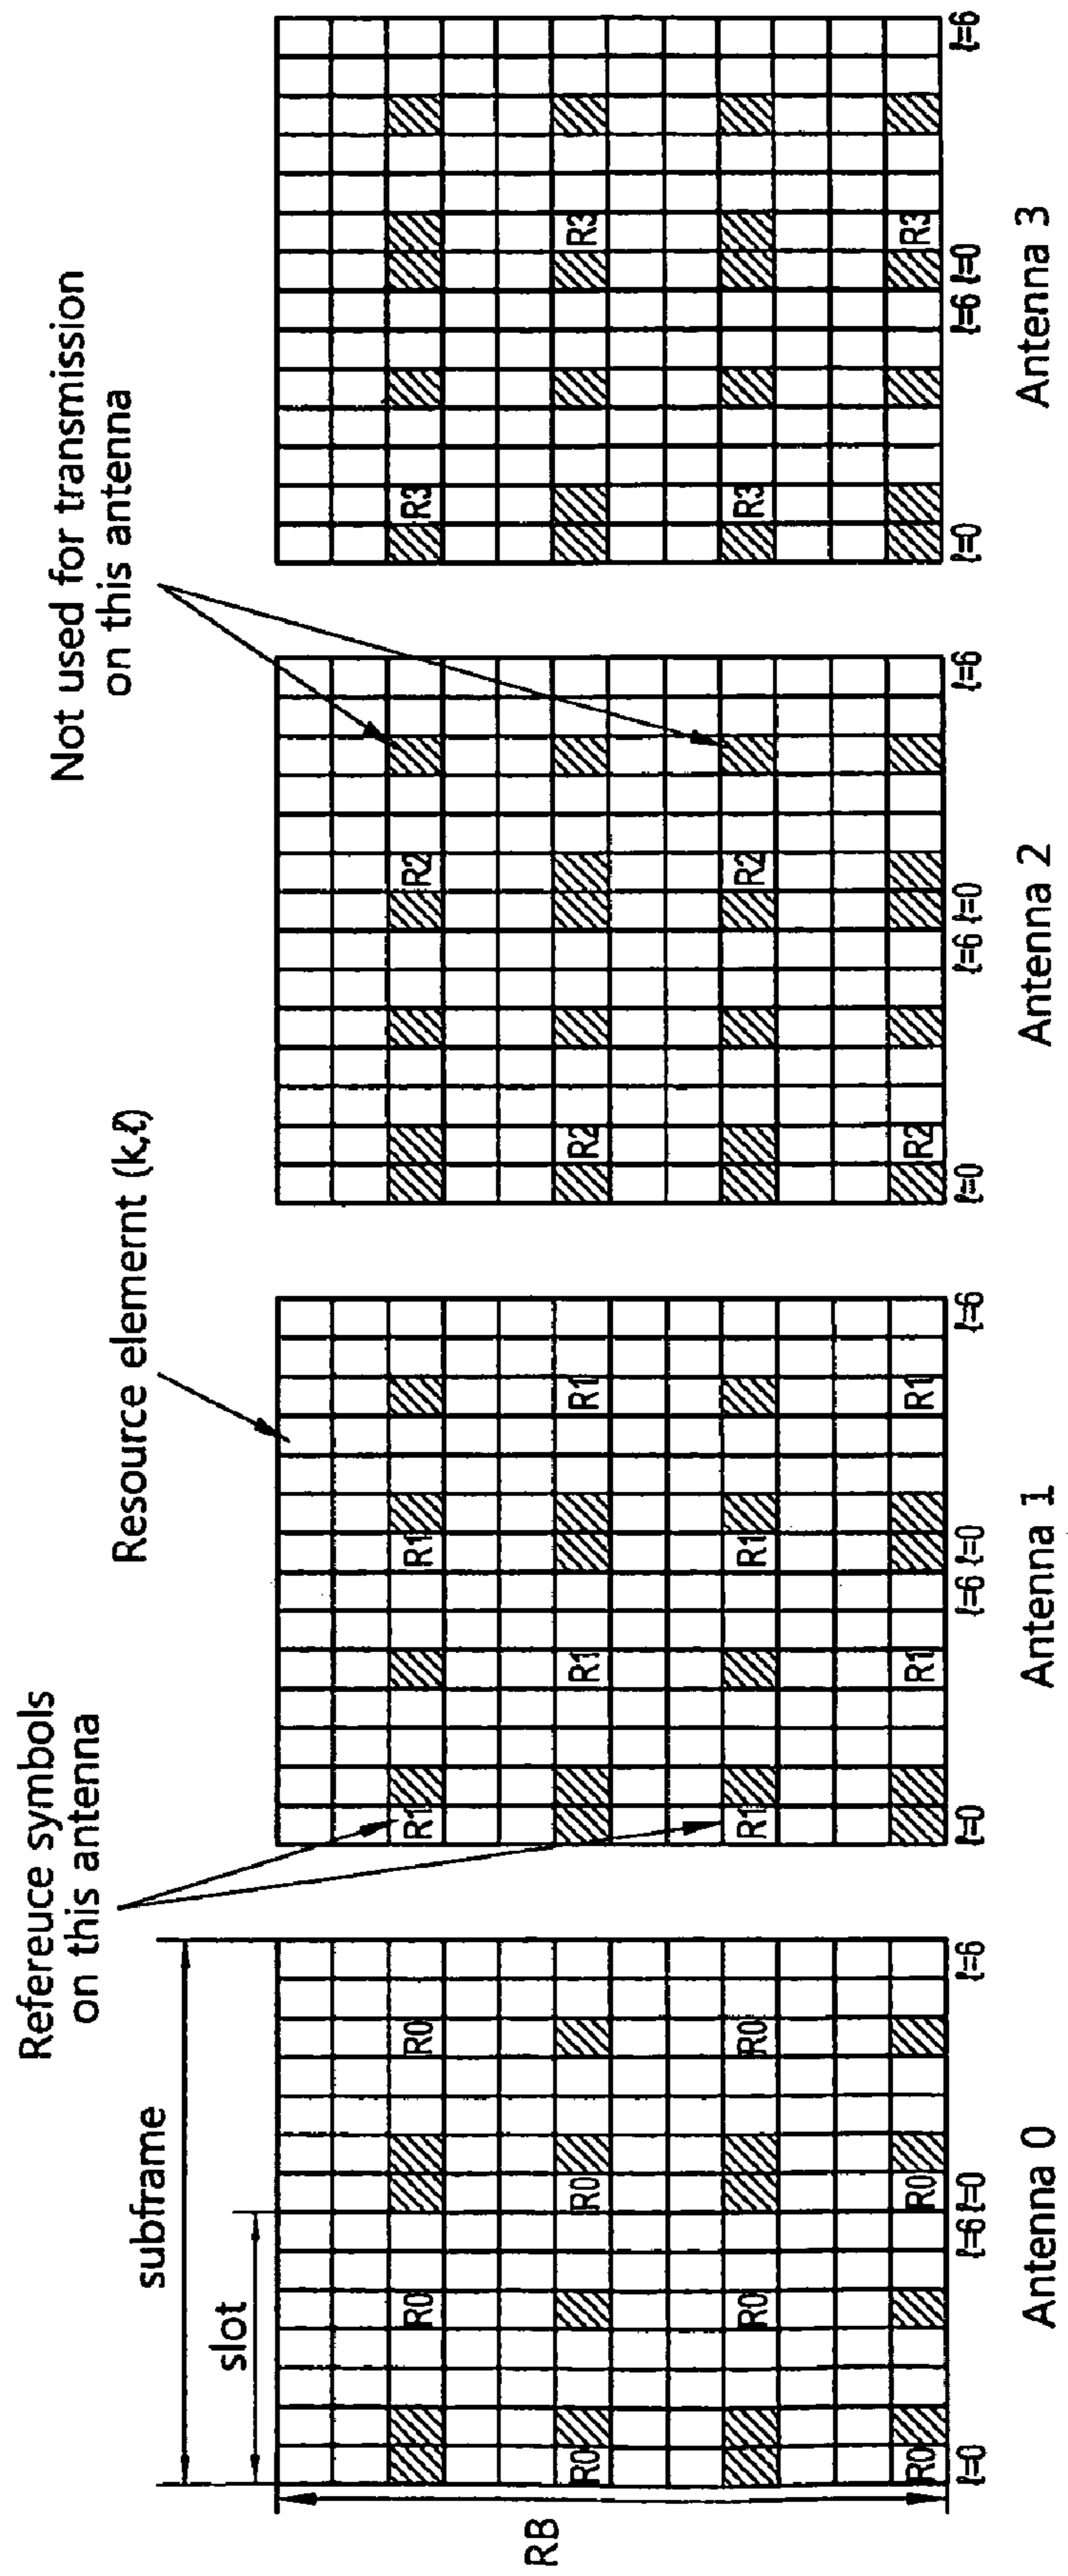 Refereuce symbols
on this antenna
Resource elemernt (k,ℓ)
Not used for transmission
on this antenna
subframe
slot
RB
R0 R0 R1 R1 R2 R3
R0 R0 R1 R1 R2 R3
R0 R0 R1 R1 R2 R3
R0 R0 R1 R1 R2 R3
ℓ=0 ℓ=6 ℓ=0 ℓ=6 ℓ=0 ℓ=6 ℓ=0 ℓ=6 ℓ=0 ℓ=6 ℓ=0 ℓ=6 ℓ=0 ℓ=6 ℓ=0 ℓ=6
Antenna 0 Antenna 1 Antenna 2 Antenna 3